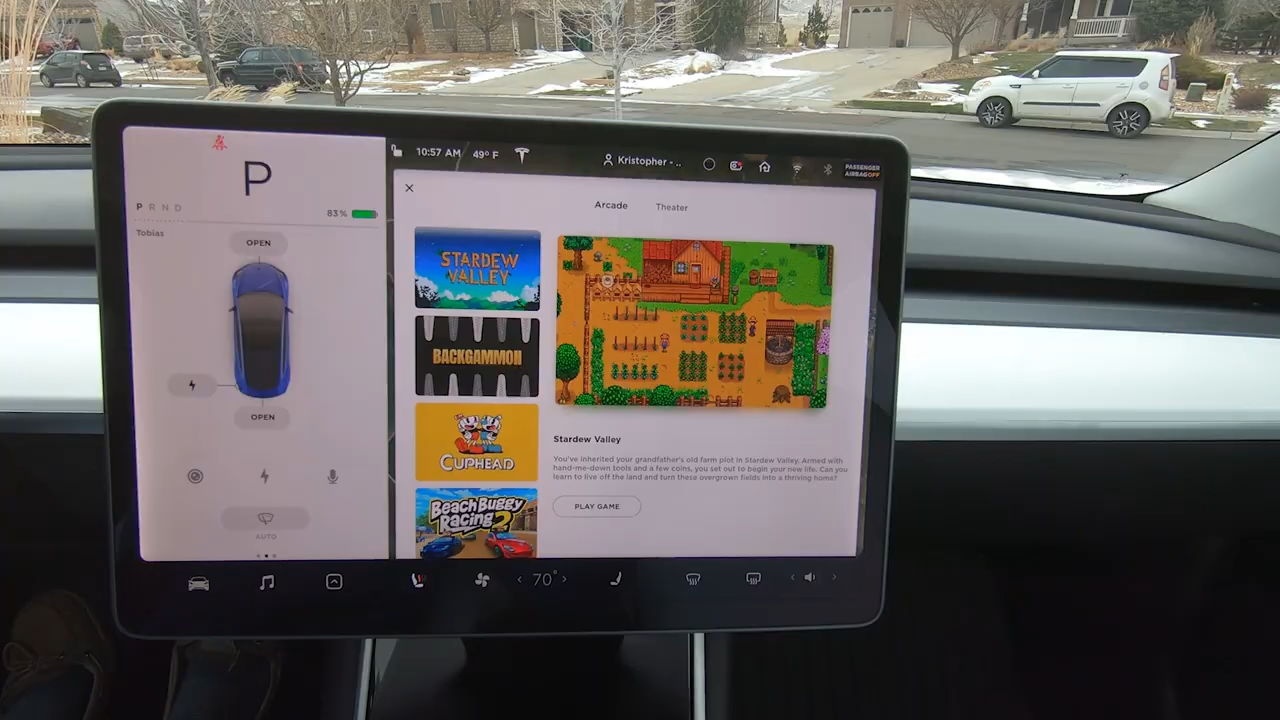 P
P R N D
83 %
Tobias
OPEN
OPEN
AUTO
10:57 AM 49° F Kristopher - ..
PASSENGER
AIRBAG OFF
Arcade Theater
STARDEW
VALLEY
BACKGAMMON
CUPHEAD
Beach Buggy
Racing 2
Stardew Valley
You've inherited your grandfather's old farm plot in Stardew Valley. Armed with
hand-me-down tools and a few coins, you set out to begin your new life. Can you
learn to live off the land and turn these overgrown fields into a thriving home?
PLAY GAME
70°